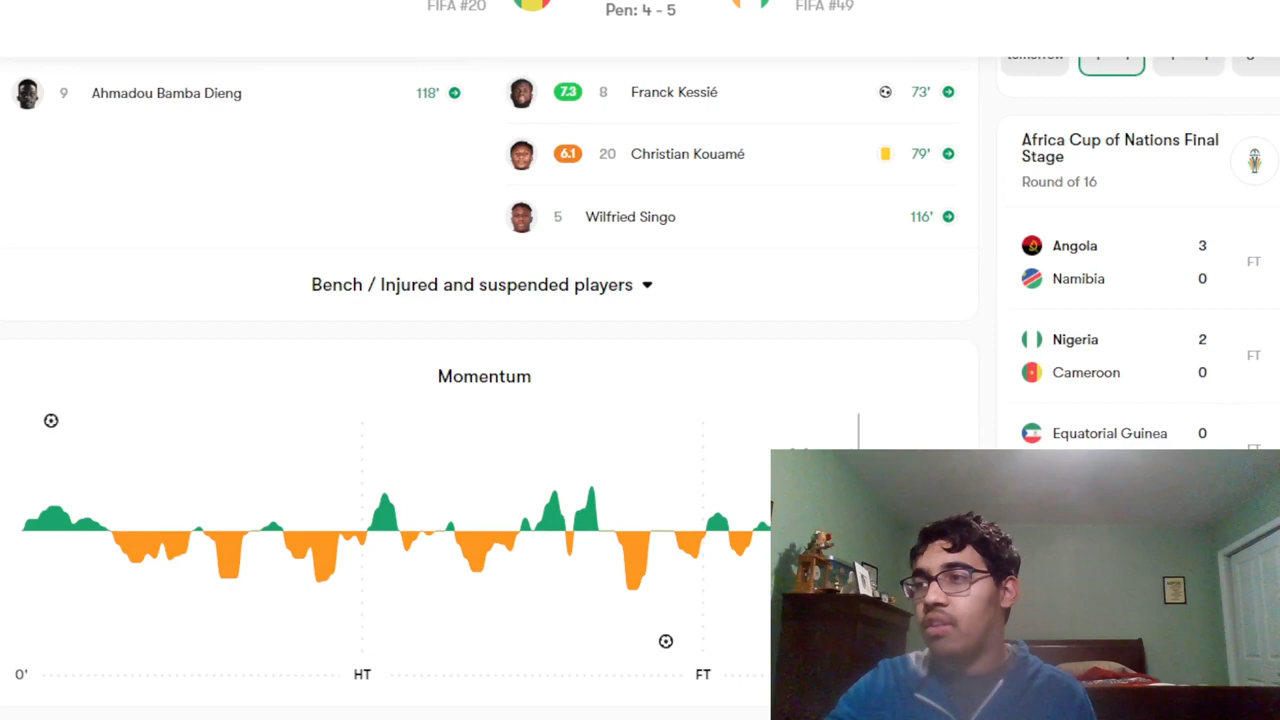 FIFA #20
Pen: 4 - 5
FIFA #49
9 Ahmadou Bamba Dieng 118'
7.3 8 Franck Kessié 73'
6.1 20 Christian Kouamé 79'
5 Wilfried Singo 116'
Bench / Injured and suspended players
Momentum
0' HT FT
tomorrow
Africa Cup of Nations Final
Stage
Round of 16
Angola 3
FT
Namibia 0
Nigeria 2
FT
Cameroon 0
Equatorial Guinea 0